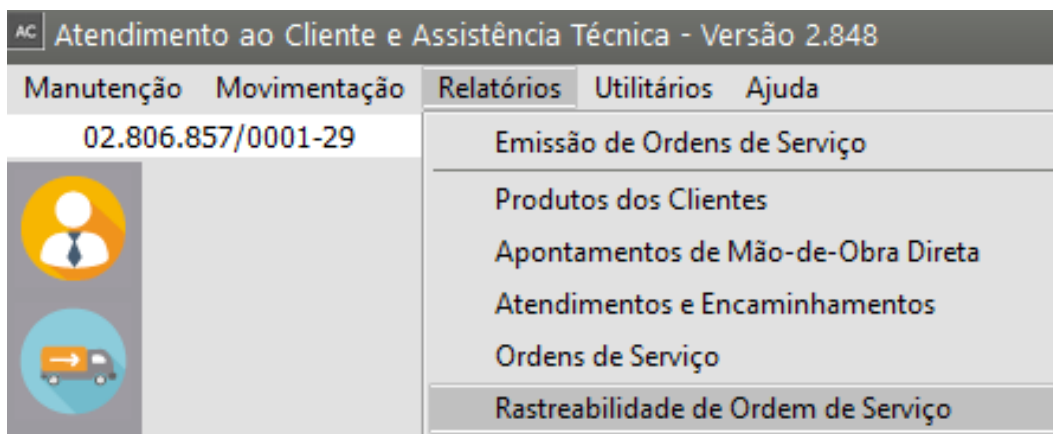 AC Atendimento ao Cliente e Assistência Técnica - Versão 2.848
Manutenção Movimentação Relatórios Utilitários Ajuda
02.806.857/0001-29
Emissão de Ordens de Serviço
Produtos dos Clientes
Apontamentos de Mão-de-Obra Direta
Atendimentos e Encaminhamentos
Ordens de Serviço
Rastreabilidade de Ordem de Serviço